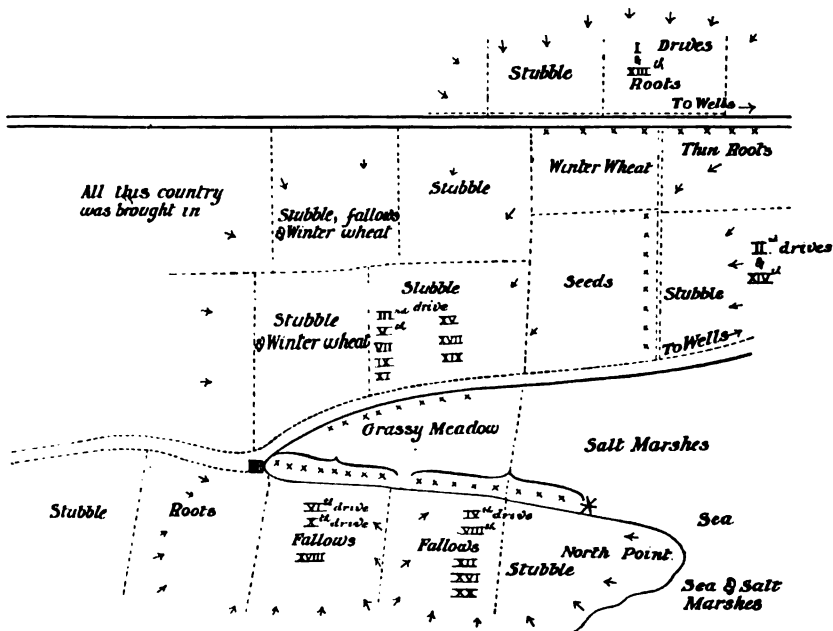 I Drives
&
XIII th
Roots
Stubble
To Wells
Thin Roots
Winter Wheat
Stubble
All this country
was brought in
Stubble, fallows
& Winter wheat
II nd drives
&
XIV th
Seeds
Stubble
Stubble
III rd drive
V th
VII
IX
XI
XV
XVII
XIX
Stubble
& Winter wheat
To Wells
Grassy Meadow
Salt Marshes
Stubble
Roots
VI th drive
X th drive
Fallows
XVIII
IV th drive
VIII th
Fallows
XII
XVI
XX
Stubble
North Point.
Sea
Sea & Salt
Marshes